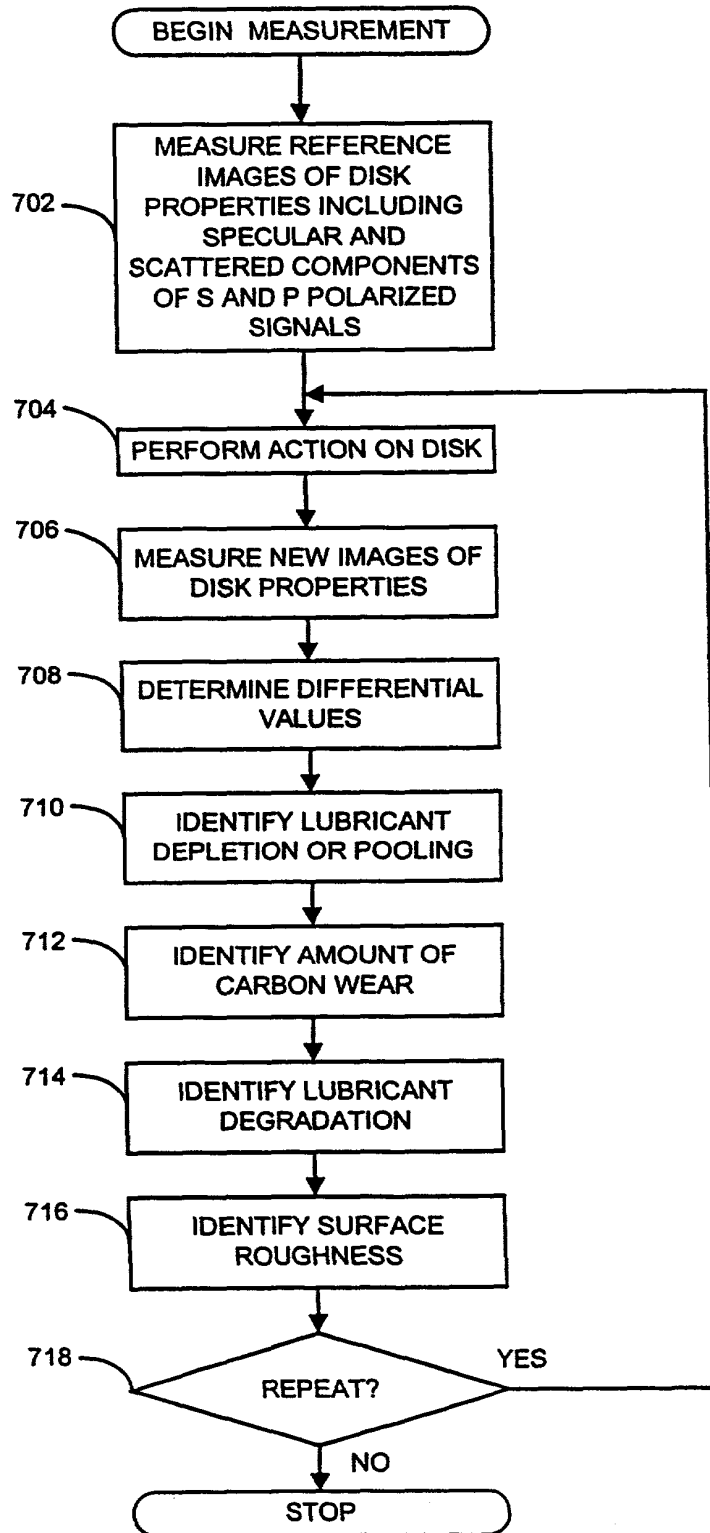 BEGIN MEASUREMENT
702
MEASURE REFERENCE
IMAGES OF DISK
PROPERTIES INCLUDING
SPECULAR AND
SCATTERED COMPONENTS
OF S AND P POLARIZED
SIGNALS
704
PERFORM ACTION ON DISK
706
MEASURE NEW IMAGES OF
DISK PROPERTIES
708
DETERMINE DIFFERENTIAL
VALUES
710
IDENTIFY LUBRICANT
DEPLETION OR POOLING
712
IDENTIFY AMOUNT OF
CARBON WEAR
714
IDENTIFY LUBRICANT
DEGRADATION
716
IDENTIFY SURFACE
ROUGHNESS
718
REPEAT?
YES
NO
STOP